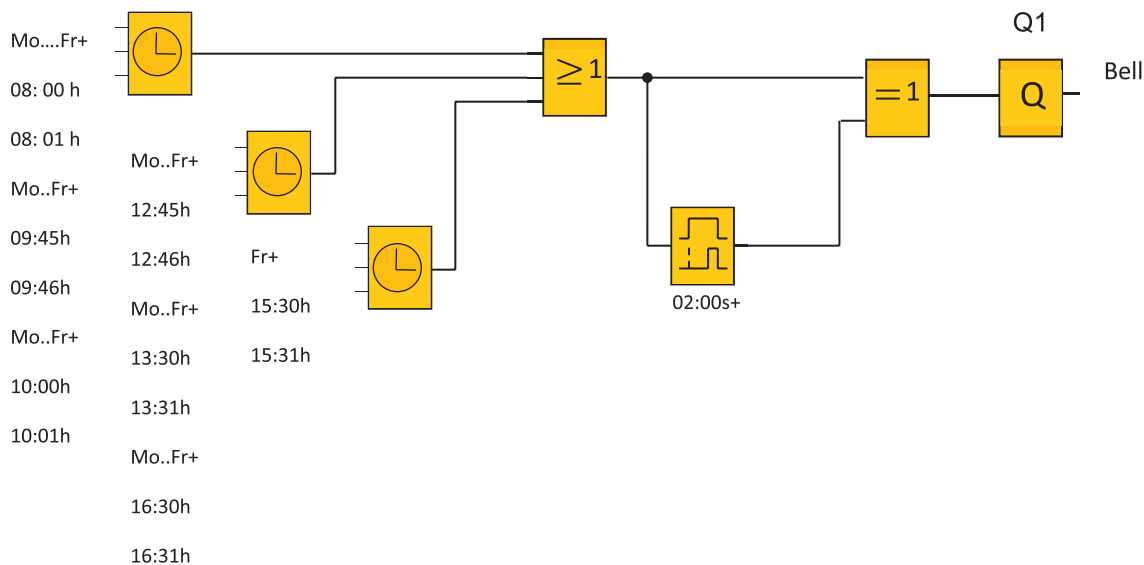 Mo....Fr+
08: 00 h
08: 01 h
Mo..Fr+
09:45h
09:46h
Mo..Fr+
10:00h
10:01h
Mo..Fr+
12:45h
12:46h
Mo..Fr+
13:30h
13:31h
Mo..Fr+
16:30h
16:31h
Fr+
15:30h
15:31h
≥1
02:00s+
=1
Q1
Q
Bell